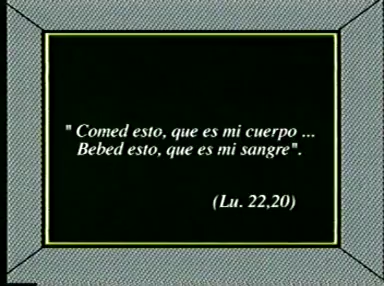 " Comed esto, que es mi cuerpo ...
Bebed esto, que es mi sangre".
(Lu. 22,20)